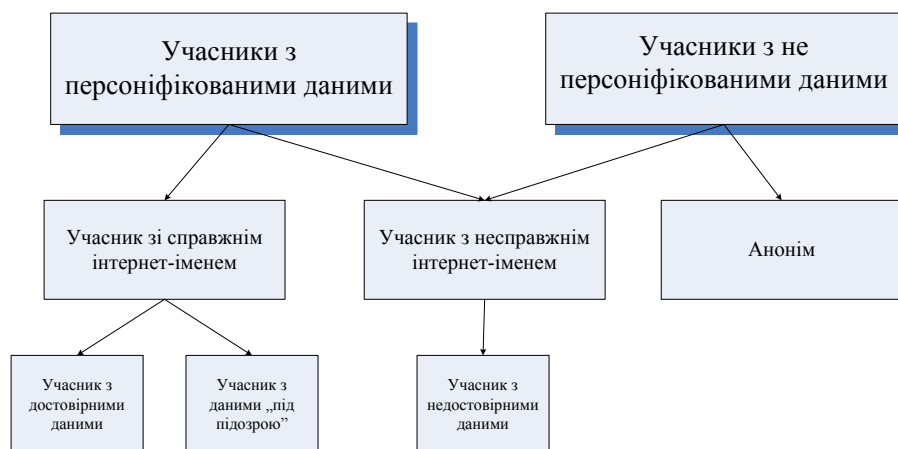 Учасники з
персоніфікованими даними
Учасники з не
персоніфікованими даними
Учасник зі справжнім
інтернет-іменем
Учасник з несправжнім
інтернет-іменем
Анонім
Учасник з
достовірними
даними
Учасник з
даними „під
підозрою”
Учасник з
недостовірними
даними